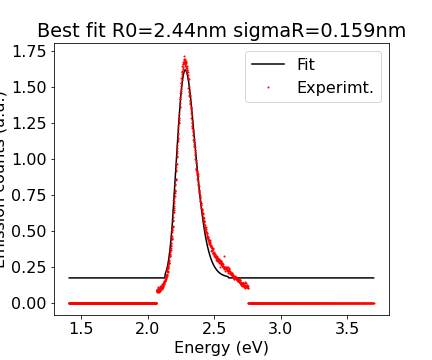 Best fit R0=2.44nm sigmaR=0.159nm
Fit
Experimt.
1.75
1.50
1.25
1.00
0.75
0.50
0.25
0.00
Emission counts (a.u.)
1.5
2.0
2.5
3.0
3.5
Energy (eV)